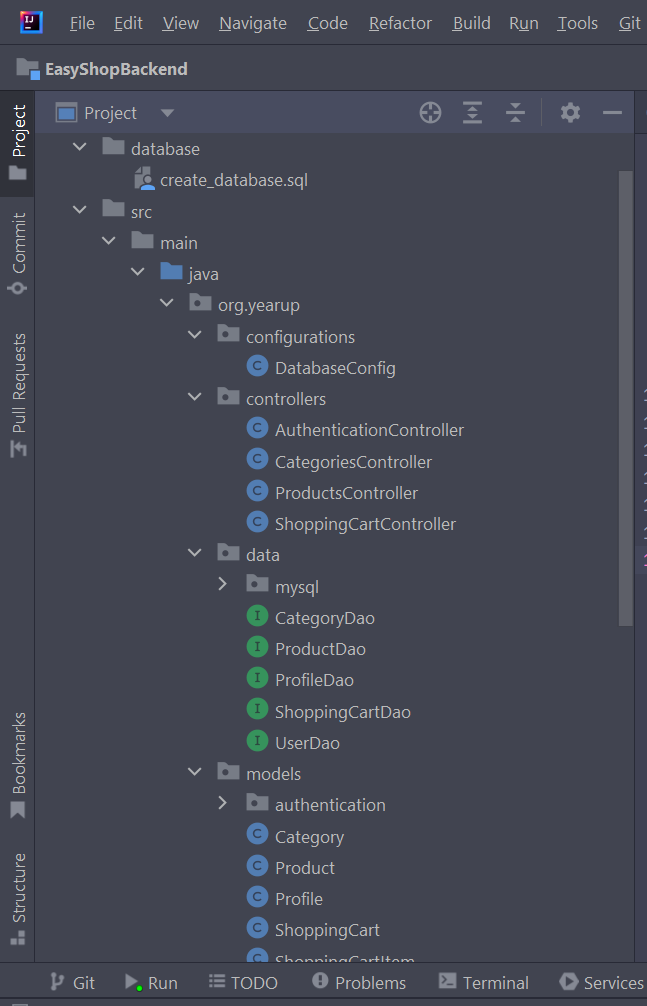 File Edit View Navigate Code Refactor Build Run Tools Git
EasyShopBackend
Project
Project
database
create_database.sql
src
Commit
main
java
org.yearup
Pull Requests
configurations
C DatabaseConfig
controllers
C AuthenticationController
C CategoriesController
C ProductsController
C ShoppingCartController
data
mysql
I CategoryDao
I ProductDao
I ProfileDao
I ShoppingCartDao
I UserDao
Bookmarks
models
authentication
C Category
C Product
Structure
C Profile
C ShoppingCart
C ShoppingCartItem
Git Run TODO Problems Terminal Services